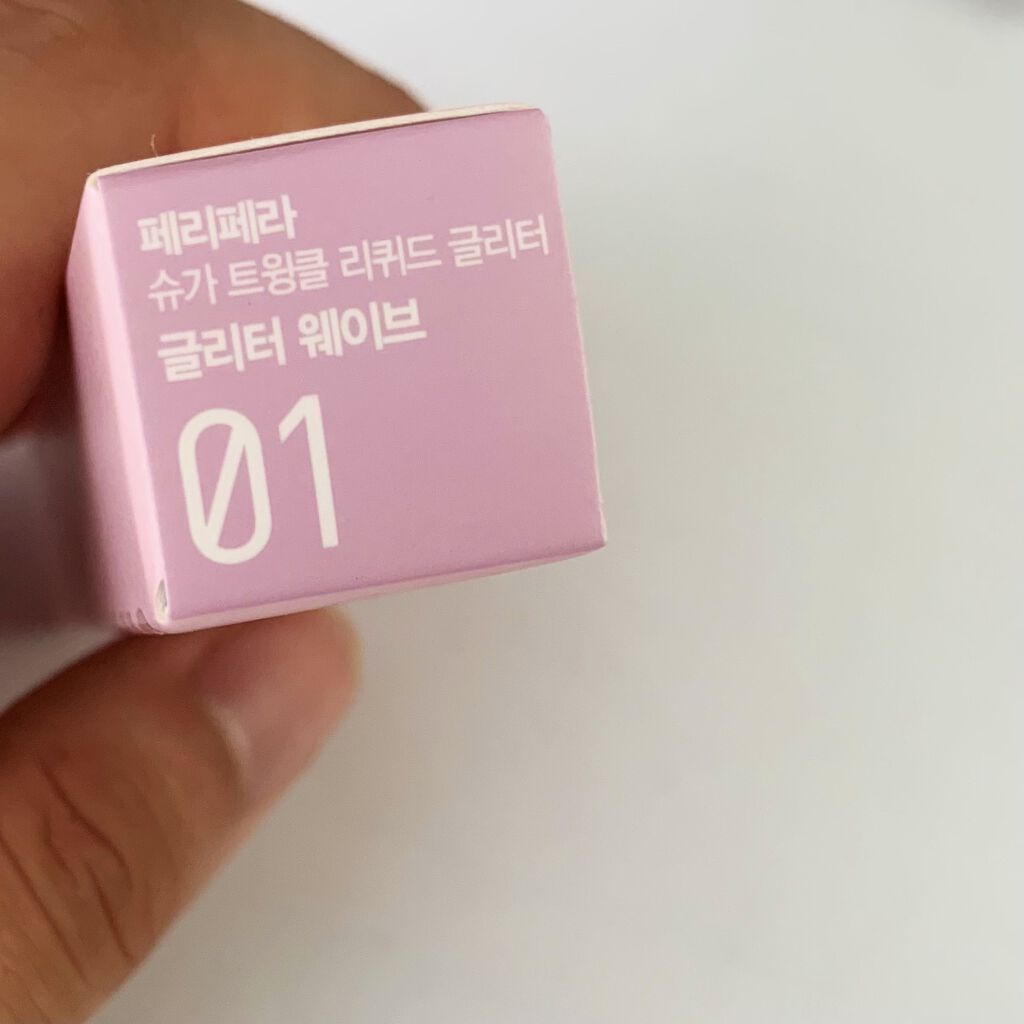 페리페라
슈가 트윙클 리퀴드 글리터
글리터 웨이브
01